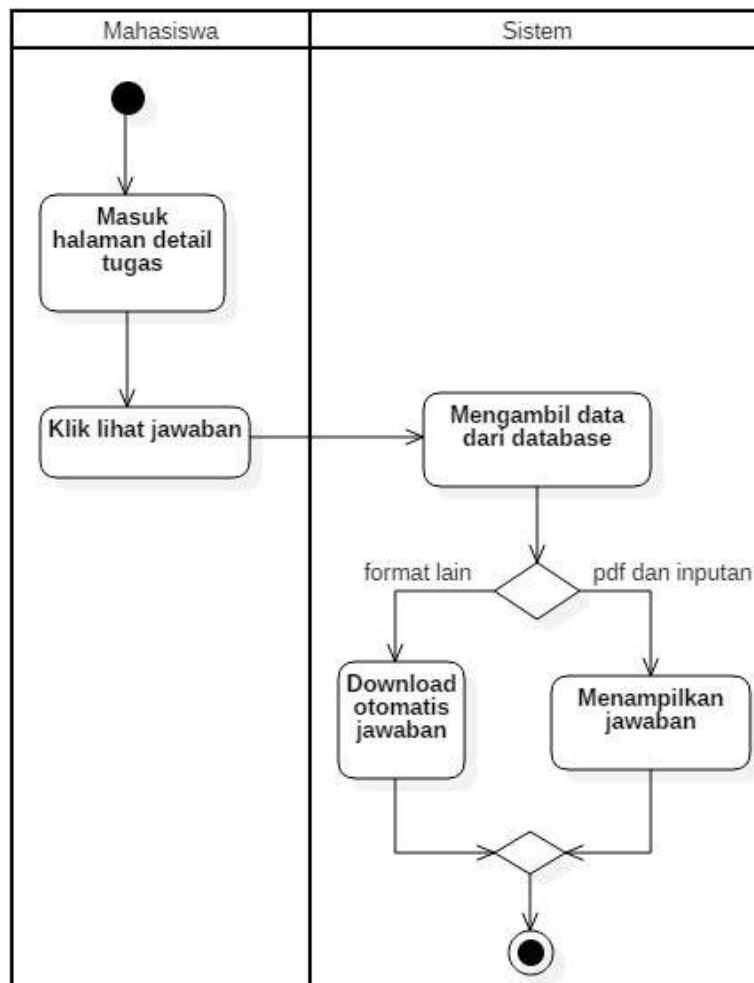 Mahasiswa
Sistem
Masuk
halaman detail
tugas
Klik lihat jawaban
Mengambil data
dari database
format lain
pdf dan inputan
Download
otomatis
jawaban
Menampilkan
jawaban